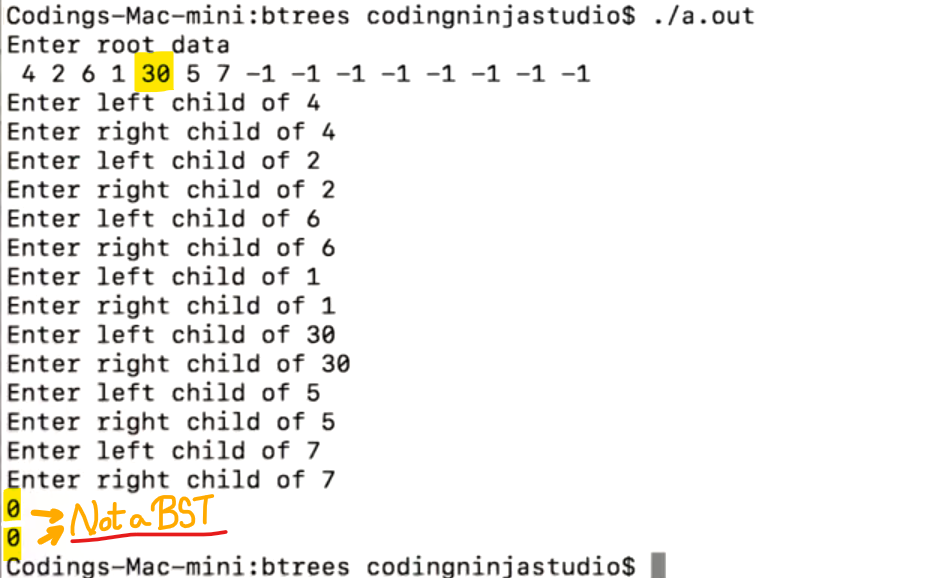 Codings-Mac-mini:btrees codingninjastudio$ ./a.out
Enter root data
4 2 6 1 30 5 7 -1 -1 -1 -1 -1 -1 -1 -1
Enter left child of 4
Enter right child of 4
Enter left child of 2
Enter right child of 2
Enter left child of 6
Enter right child of 6
Enter left child of 1
Enter right child of 1
Enter left child of 30
Enter right child of 30
Enter left child of 5
Enter right child of 5
Enter left child of 7
Enter right child of 7
0 → Not a BST
0
Codings-Mac-mini:btrees codingninjastudio$